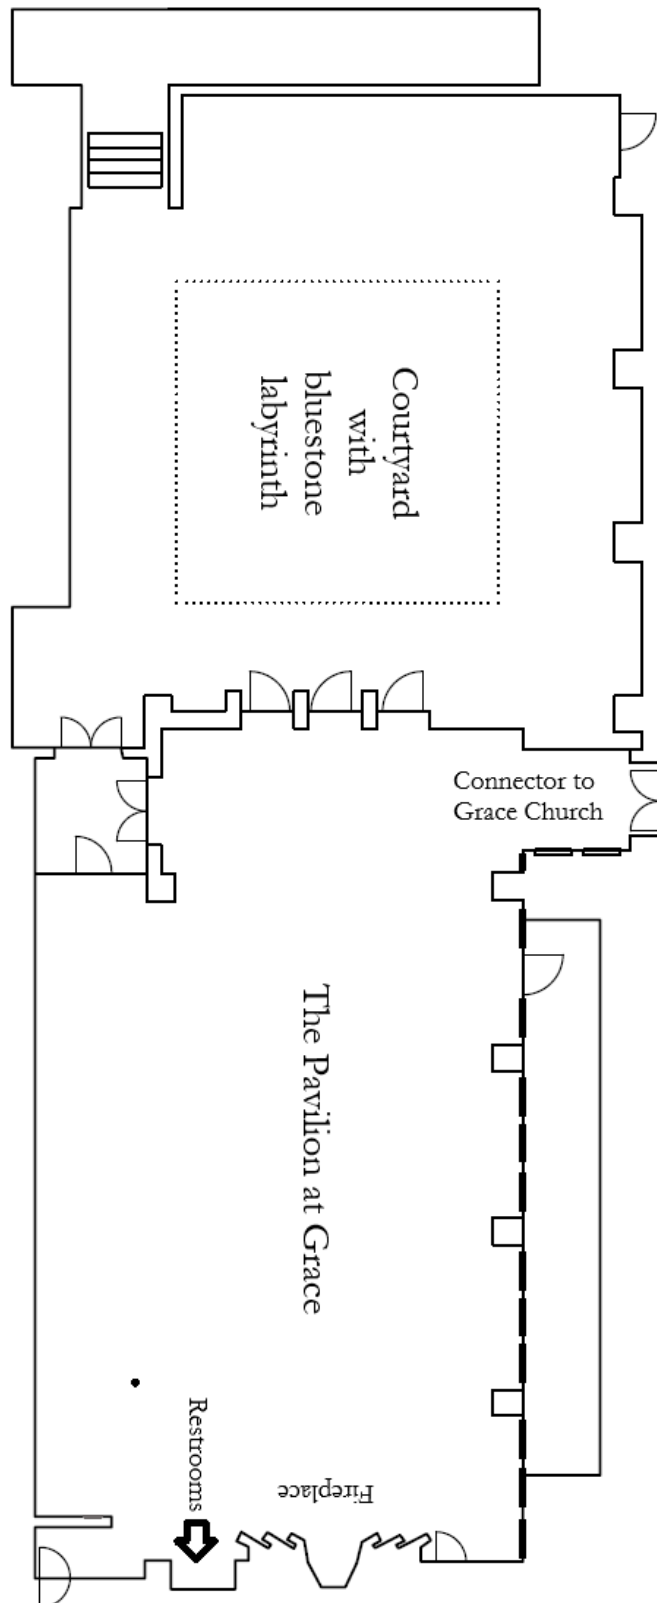 Courtyard
with
bluestone
labyrinth
Connector to
Grace Church
The Pavilion at Grace
Restrooms
Fireplace